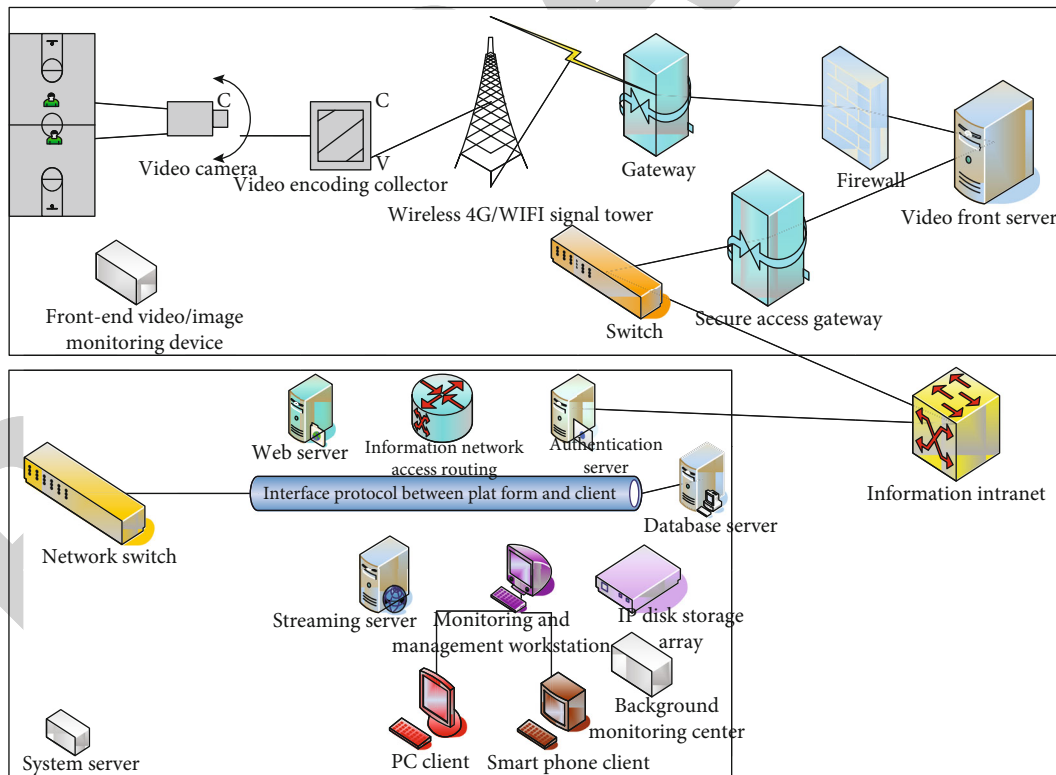 C
C
Video camera
V
Video encoding collector
Wireless 4G/WIFI signal tower
Gateway
Firewall
Video front server
Switch
Secure access gateway
Front-end video/image
monitoring device
Web server
Information network
access routing
Authentication
server
Information intranet
Interface protocol between plat form and client
Database server
Network switch
Streaming server
Monitoring and
management workstation
IP disk storage
array
Background
monitoring center
System server
PC client
Smart phone client